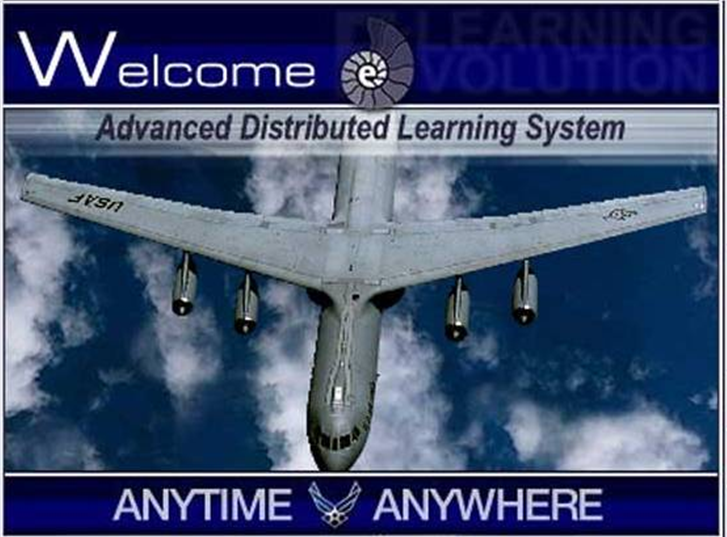 Welcome
e
LEARNING
VOLUTION
Advanced Distributed Learning System
USAF
ANYTIME ANYWHERE